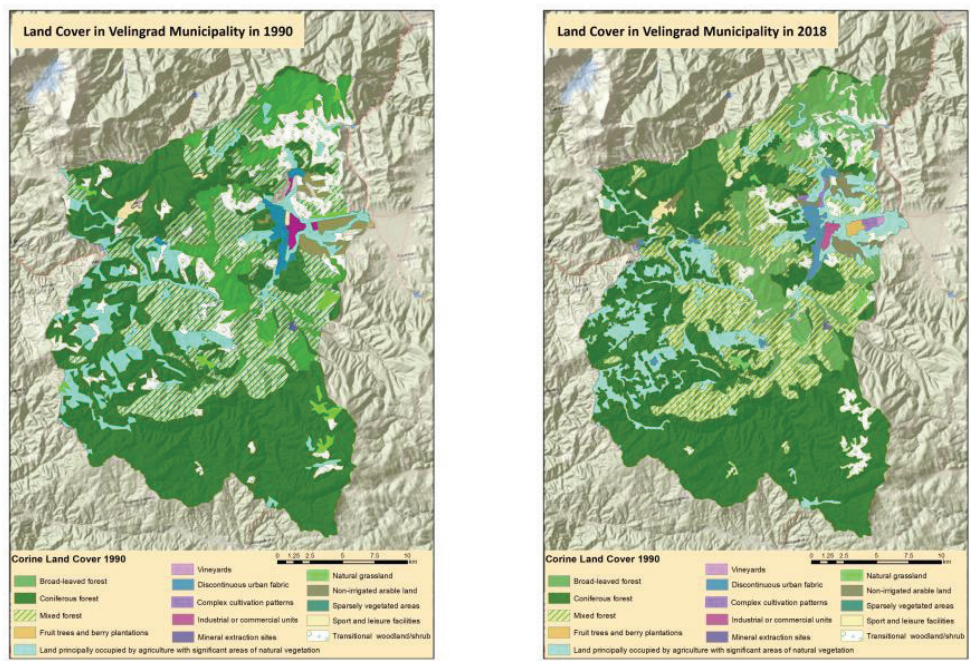 Land Cover in Velingrad Municipality in 1990
Corine Land Cover 1990
0 1.25 2.5 5 7.5 10
km
Broad-leaved forest
Coniferous forest
Mixed forest
Fruit trees and berry plantations
Land principally occupied by agriculture with significant areas of natural vegetation
Vineyards
Discontinuous urban fabric
Complex cultivation patterns
Industrial or commercial units
Mineral extraction sites
Natural grassland
Non-irrigated arable land
Sparsely vegetated areas
Sport and leisure facilities
Transitional woodland/shrub
Land Cover in Velingrad Municipality in 2018
Corine Land Cover 1990
0 1.25 2.5 5 7.5 10
km
Broad-leaved forest
Coniferous forest
Mixed forest
Fruit trees and berry plantations
Land principally occupied by agriculture with significant areas of natural vegetation
Vineyards
Discontinuous urban fabric
Complex cultivation patterns
Industrial or commercial units
Mineral extraction sites
Natural grassland
Non-irrigated arable land
Sparsely vegetated areas
Sport and leisure facilities
Transitional woodland/shrub